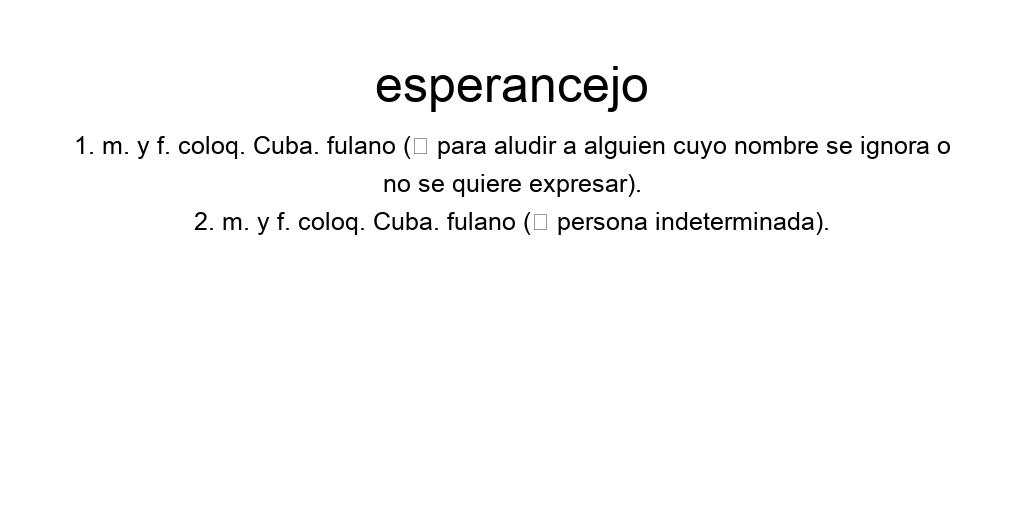 esperancejo
1. m. y f. coloq. Cuba. fulano (□ para aludir a alguien cuyo nombre se ignora o
no se quiere expresar).
2. m. y f. coloq. Cuba. fulano (□ persona indeterminada).